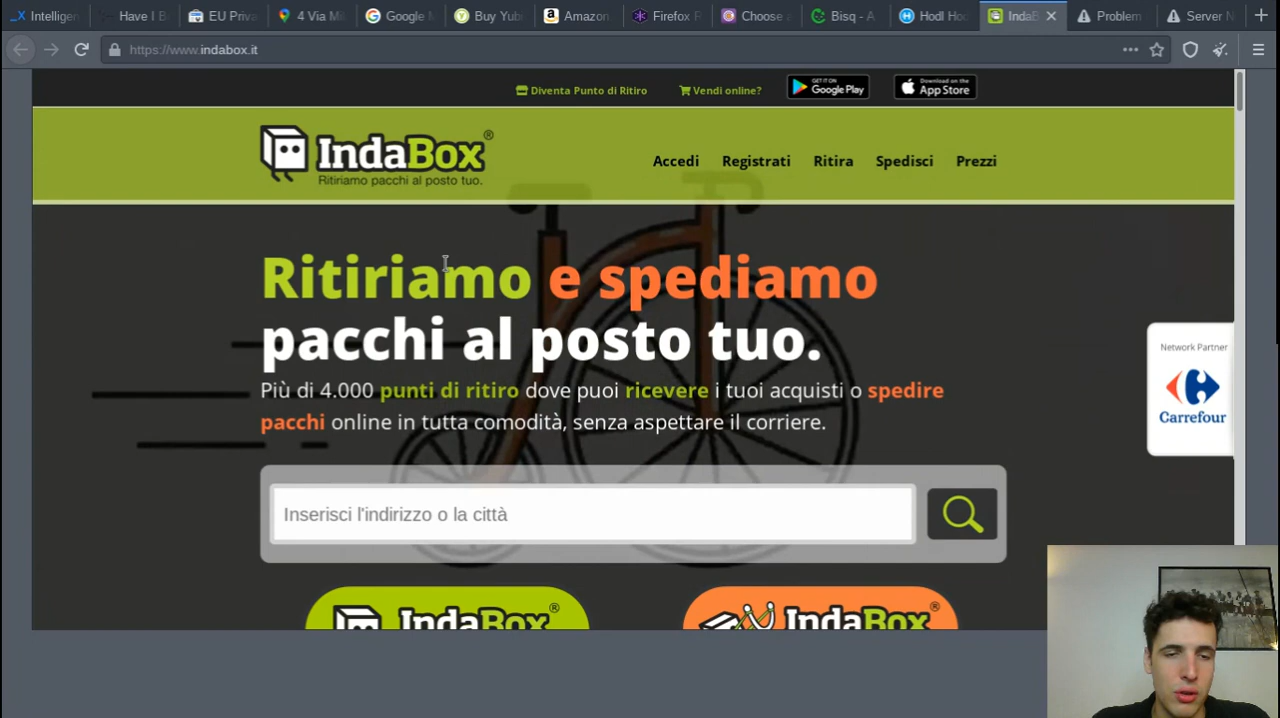 Intelligen
Have I B
EU Priva
4 Via Mi
Google M
Buy Yub
Amazon
Firefox P
Choose a
Bisq - A
Hodl Hod
IndaB
Problem
Server N
https://www.indabox.it
Diventa Punto di Ritiro
Vendi online?
GET IT ON
Google Play
Download on the
App Store
IndaBox®
Ritiriamo pacchi al posto tuo.
Accedi
Registrati
Ritira
Spedisci
Prezzi
Ritiriamo e spediamo
pacchi al posto tuo.
Più di 4.000 punti di ritiro dove puoi ricevere i tuoi acquisti o spedire
pacchi online in tutta comodità, senza aspettare il corriere.
Network Partner
Carrefour
Inserisci l'indirizzo o la città
IndaBox®
IndaBox®